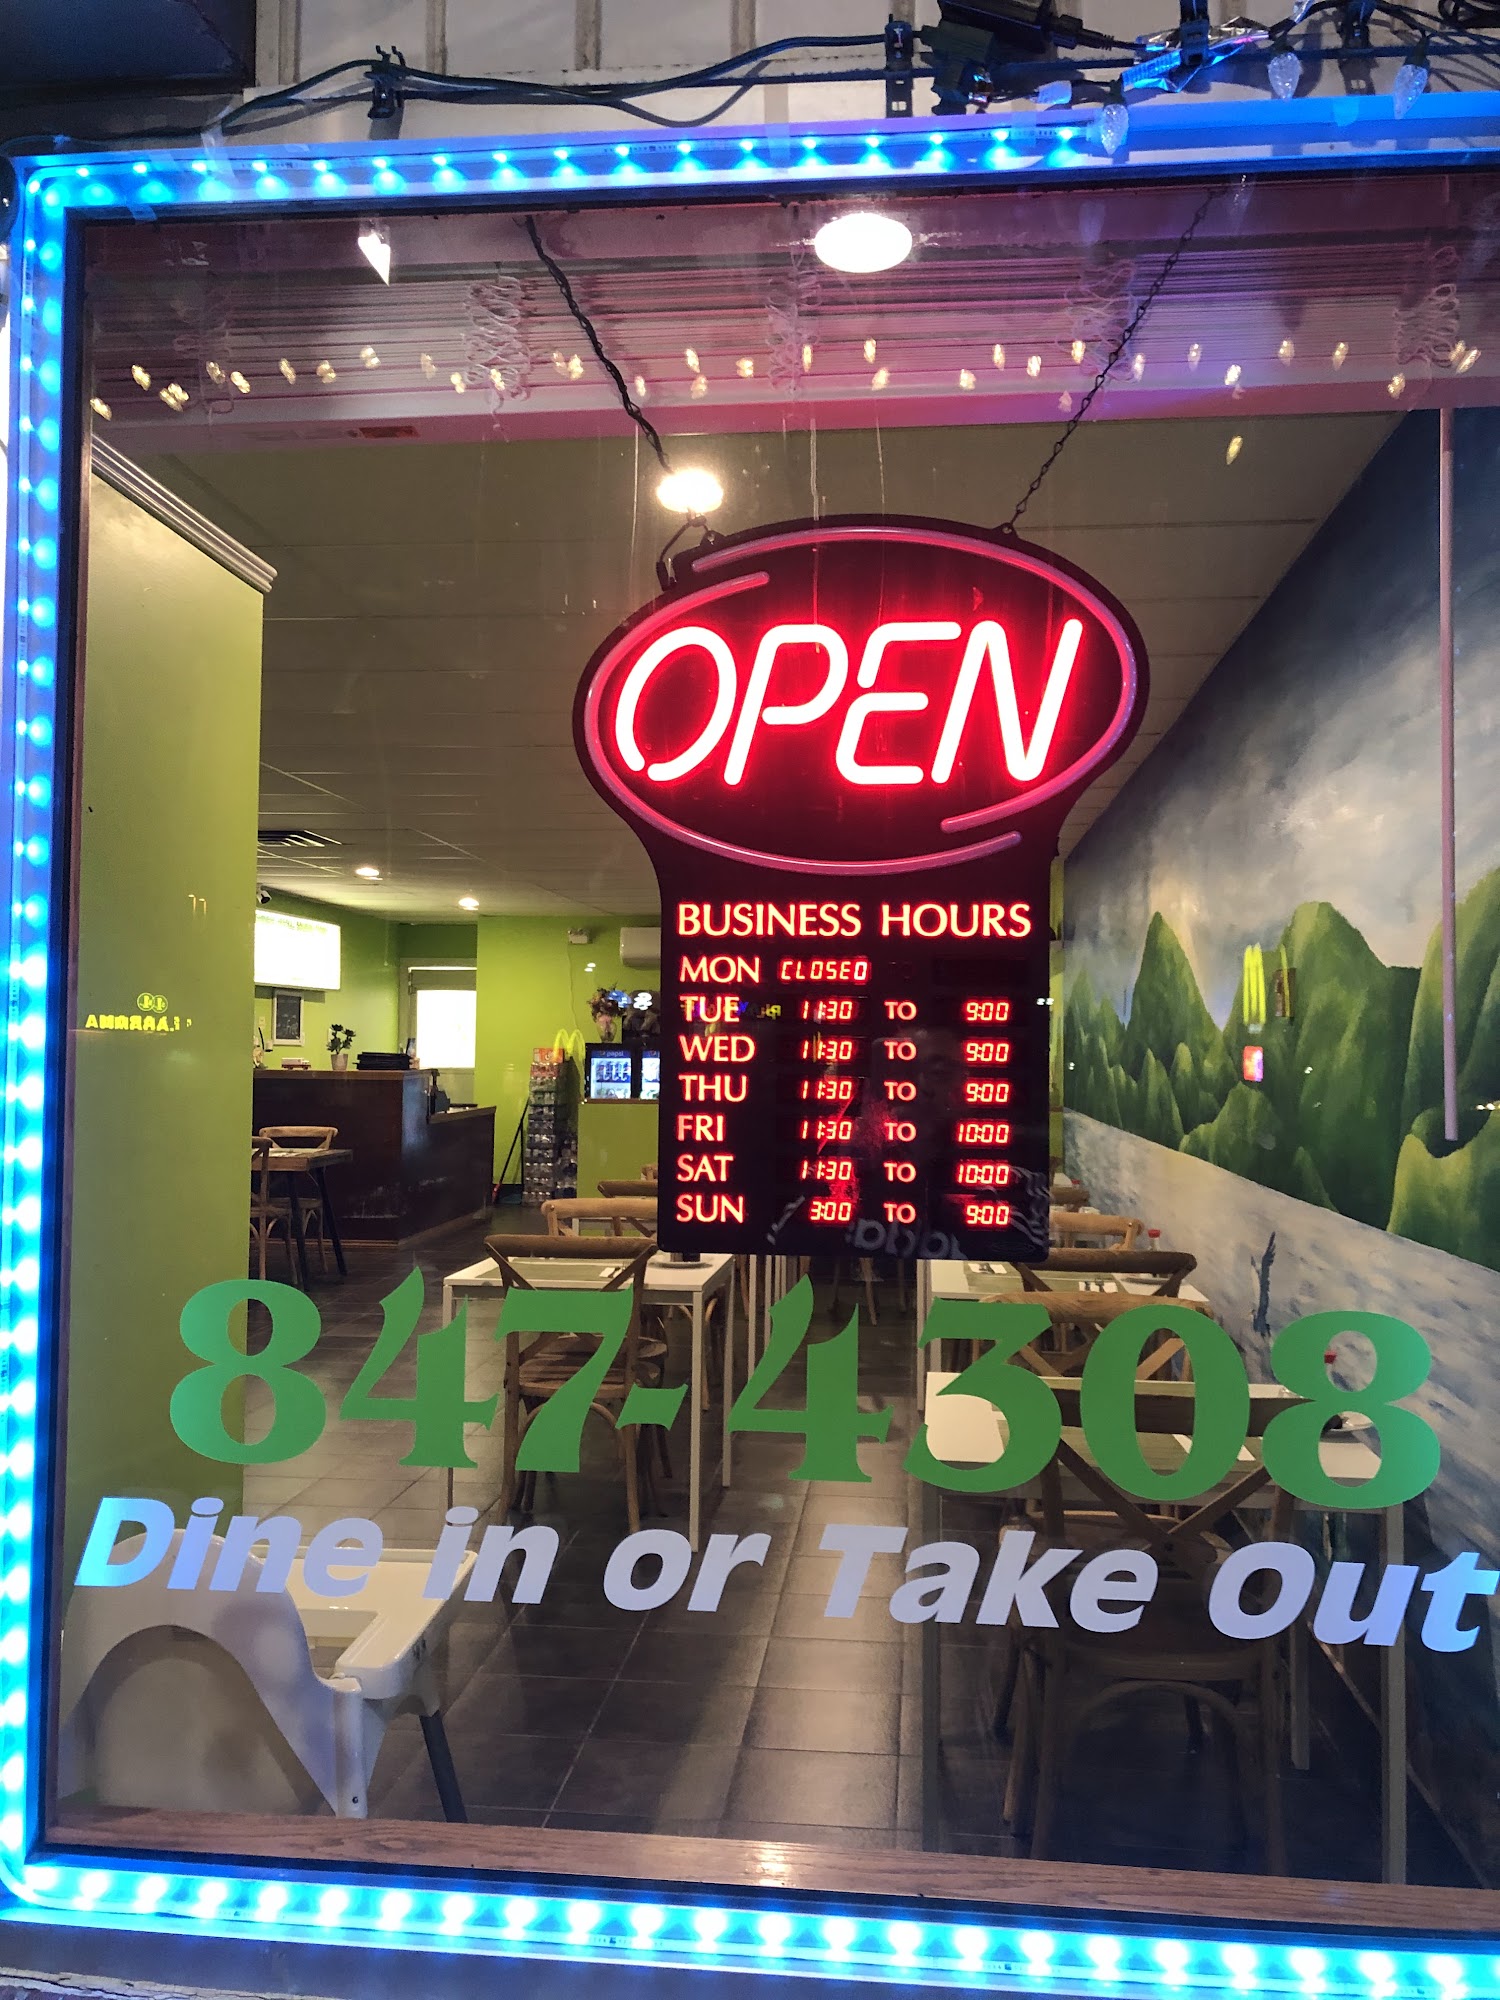 OPEN
BUSINESS HOURS
MON CLOSED
TUE 11:30 TO 9:00
WED 11:30 TO 9:00
THU 11:30 TO 9:00
FRI 11:30 TO 10:00
SAT 11:30 TO 10:00
SUN 3:00 TO 9:00
pepsi
847-4308
Dine in or Take Out